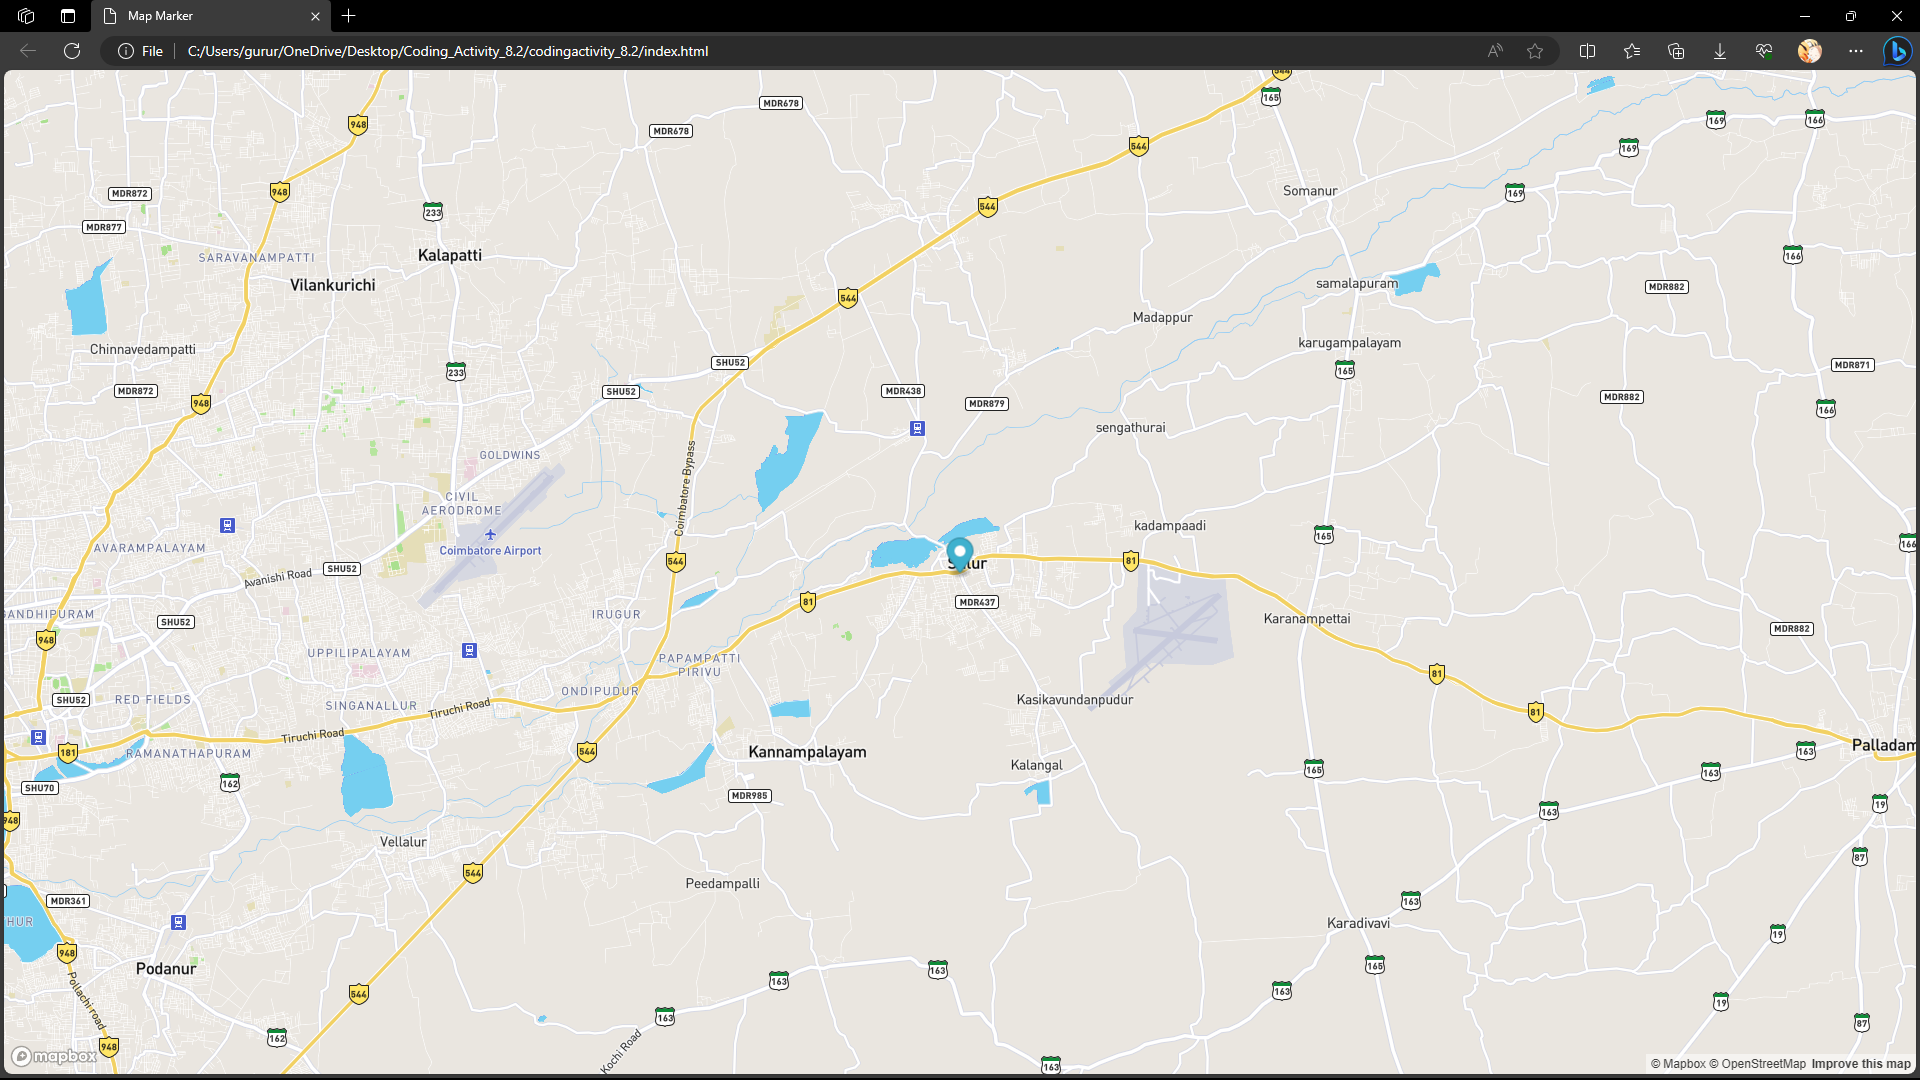 Map Marker
File
C:/Users/gurur/OneDrive/Desktop/Coding_Activity_8.2/codingactivity_8.2/index.html
544
165
MDR678
948
MDR678
169
166
544
169
948
MDR872
Somanur
169
544
233
MDR877
Kalapatti
SARAVANAMPATTI
166
Vilankurichi
samalapuram
MDR882
544
Madappur
karugampalayam
Chinnavedampatti
SHU52
MDR871
233
165
MDR872
SHU52
MDR438
MDR882
948
MDR879
166
sengathurai
GOLDWINS
Coimbatore Bypass
CIVIL
AERODROME
kadampaadi
165
AVARAMPALAYAM
Coimbatore Airport
166
SHU52
Avanishi Road
544
81
81
MDR437
GANDHIPURAM
IRUGUR
SHU52
Karanampettai
MDR882
948
UPPILIPALAYAM
PAPAMPATTI
PIRIVU
81
ONDIPUDUR
RED FIELDS
SHU52
SINGANALLUR
Tiruchi Road
Kasikavundanpudur
81
Tiruchi Road
181
RAMANATHAPURAM
544
Kannampalayam
Palladam
163
Kalangal
165
163
162
SHU70
MDR985
19
163
948
Vellalur
87
544
Peedampalli
MDR361
163
HUR
Karadivavi
19
948
Podanur
163
165
163
163
544
Pollachi road
19
163
87
162
Kochi Road
948
163
mapbox
© Mapbox © OpenStreetMap Improve this map